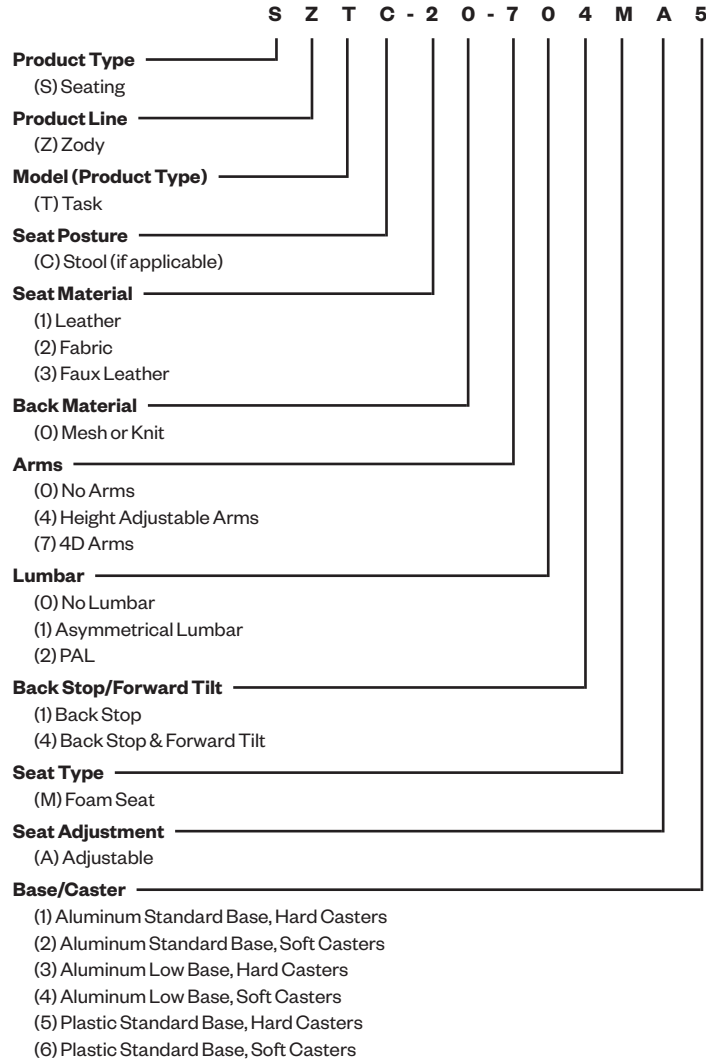 S Z T C - 2 0 - 7 0 4 M A 5
Product Type
(S) Seating
Product Line
(Z) Zody
Model (Product Type)
(T) Task
Seat Posture
(C) Stool (if applicable)
Seat Material
(1) Leather
(2) Fabric
(3) Faux Leather
Back Material
(0) Mesh or Knit
Arms
(0) No Arms
(4) Height Adjustable Arms
(7) 4D Arms
Lumbar
(0) No Lumbar
(1) Asymmetrical Lumbar
(2) PAL
Back Stop/Forward Tilt
(1) Back Stop
(4) Back Stop & Forward Tilt
Seat Type
(M) Foam Seat
Seat Adjustment
(A) Adjustable
Base/Caster
(1) Aluminum Standard Base, Hard Casters
(2) Aluminum Standard Base, Soft Casters
(3) Aluminum Low Base, Hard Casters
(4) Aluminum Low Base, Soft Casters
(5) Plastic Standard Base, Hard Casters
(6) Plastic Standard Base, Soft Casters